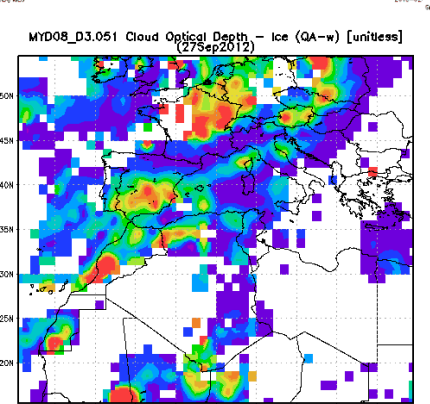 MYD08_D3.051 Cloud Optical Depth – Ice (QA-w) [unitless]
(27Sep2012)
50N
45N
40N
35N
30N
25N
20N